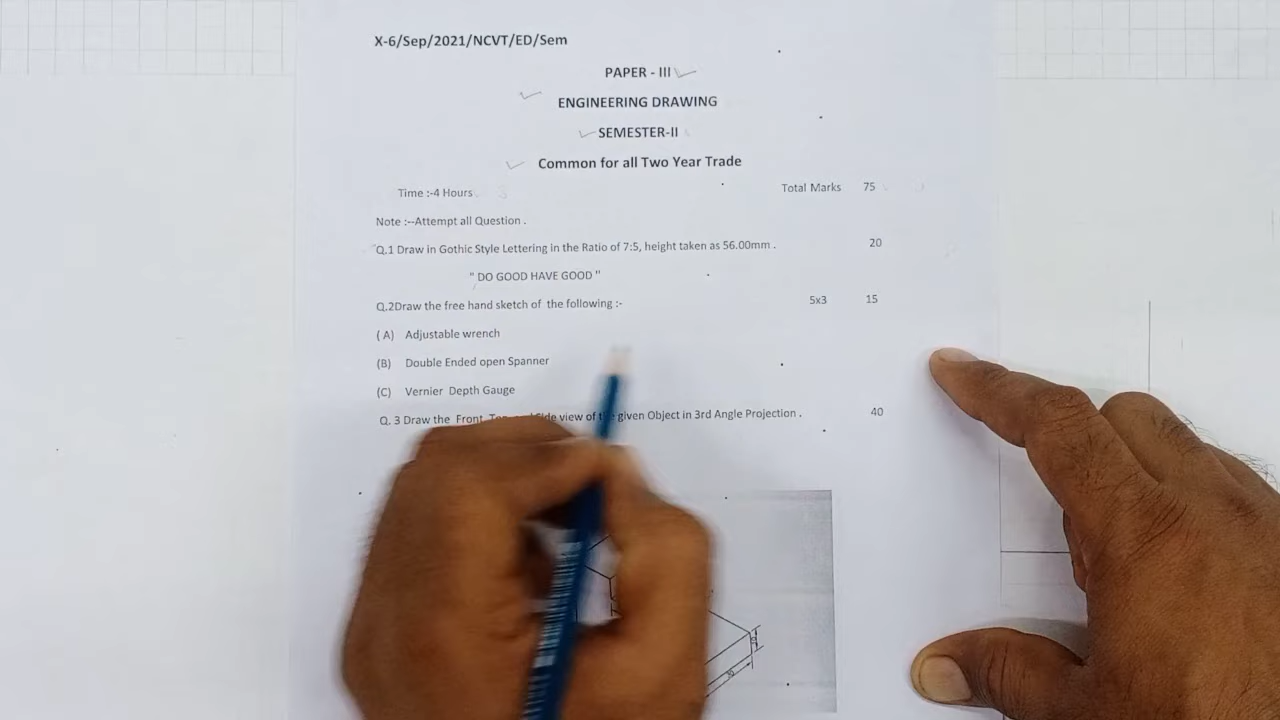 X-6/Sep/2021/NCVT/ED/Sem
PAPER - III
ENGINEERING DRAWING
SEMESTER-II
Common for all Two Year Trade
Time :-4 Hours Total Marks 75
Note :--Attempt all Question .
Q.1 Draw in Gothic Style Lettering in the Ratio of 7:5, height taken as 56.00mm . 20
" DO GOOD HAVE GOOD "
Q.2Draw the free hand sketch of the following :- 5x3 15
( A) Adjustable wrench
(B) Double Ended open Spanner
(C) Vernier Depth Gauge
Q. 3 Draw the Front view of given Object in 3rd Angle Projection . 40